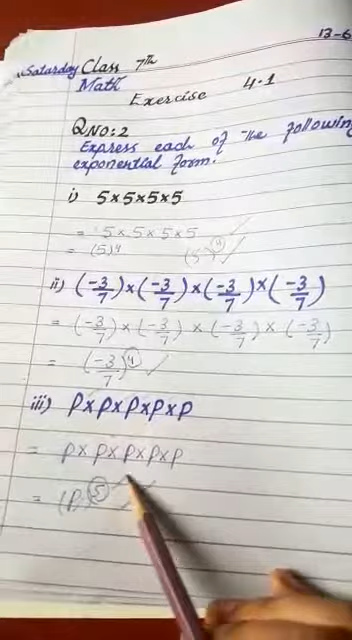 13-6
Saturday Class 7th
Math
Exercise 4.1
Q NO:2
Express each of the following
exponential form.
i) 5×5×5×5
= 5×5×5×5
= (5)4 (5)4 ✓
ii) (-3/7)×(-3/7)×(-3/7)×(-3/7)
= (-3/7)×(-3/7)×(-3/7)×(-3/7)
= (-3/7)4 ✓
iii) P×P×P×P×P
= P×P×P×P×P
= (P)5 ✓